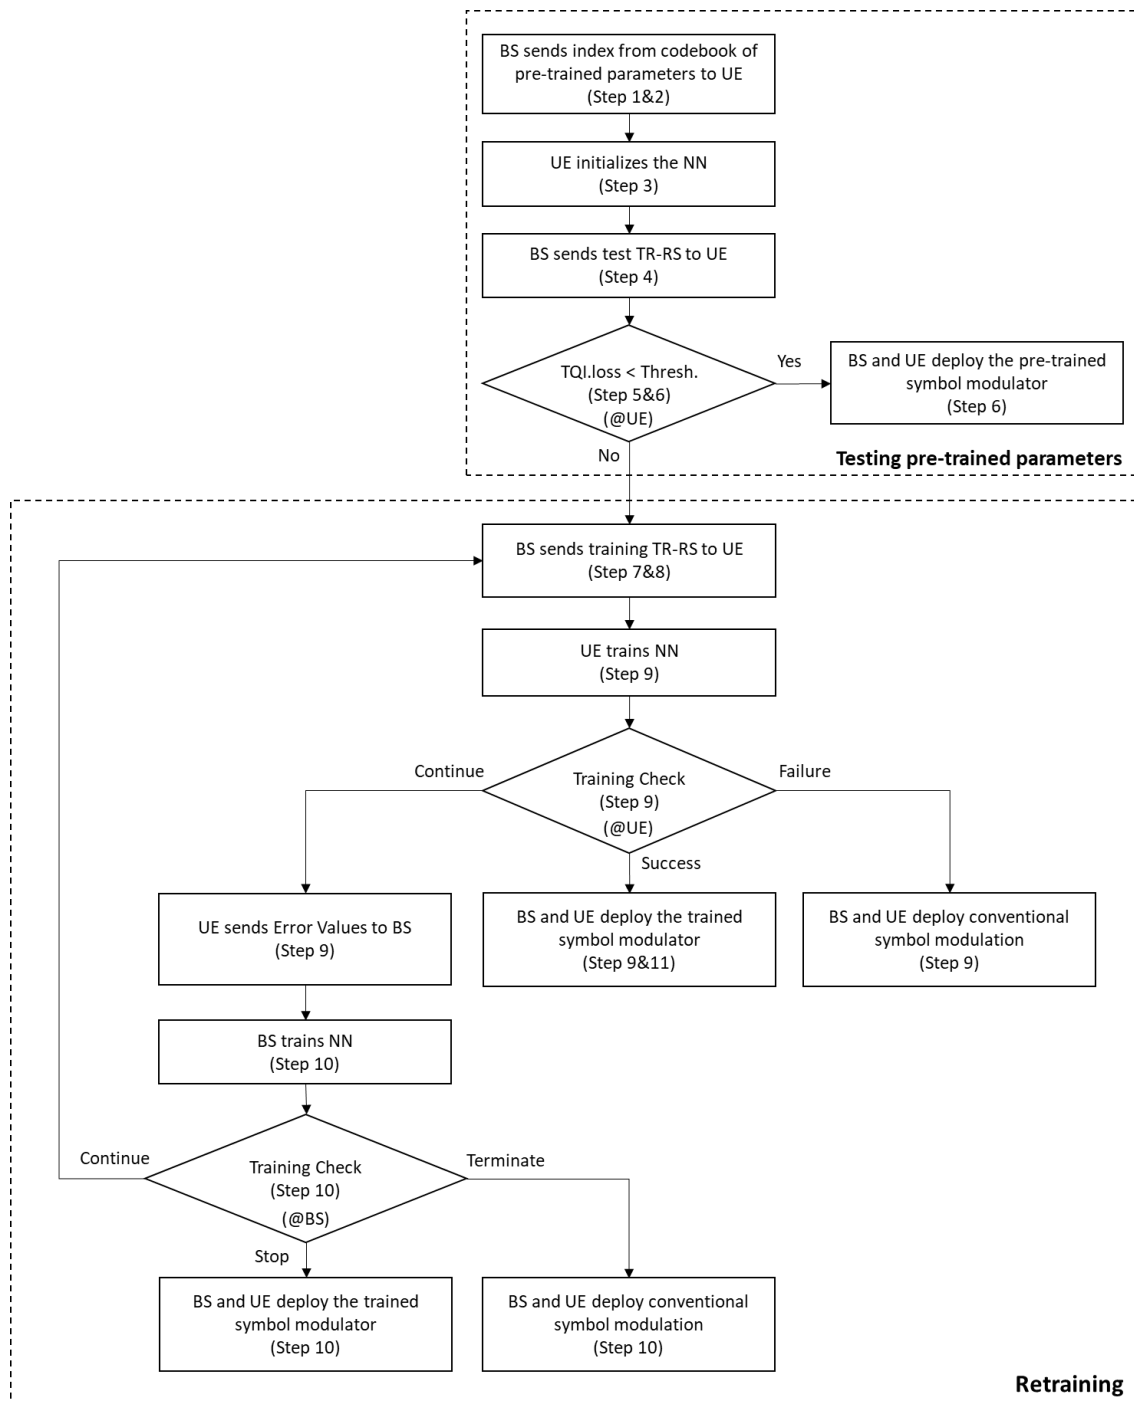 BS sends index from codebook of
pre-trained parameters to UE
(Step 1&2)
UE initializes the NN
(Step 3)
BS sends test TR-RS to UE
(Step 4)
TQI.loss < Thresh.
(Step 5&6)
(@UE)
Yes
BS and UE deploy the pre-trained
symbol modulator
(Step 6)
No
Testing pre-trained parameters
BS sends training TR-RS to UE
(Step 7&8)
UE trains NN
(Step 9)
Continue
Training Check
(Step 9)
(@UE)
Failure
Success
UE sends Error Values to BS
(Step 9)
BS and UE deploy the trained
symbol modulator
(Step 9&11)
BS and UE deploy conventional
symbol modulation
(Step 9)
BS trains NN
(Step 10)
Continue
Training Check
(Step 10)
(@BS)
Terminate
Stop
BS and UE deploy the trained
symbol modulator
(Step 10)
BS and UE deploy conventional
symbol modulation
(Step 10)
Retraining